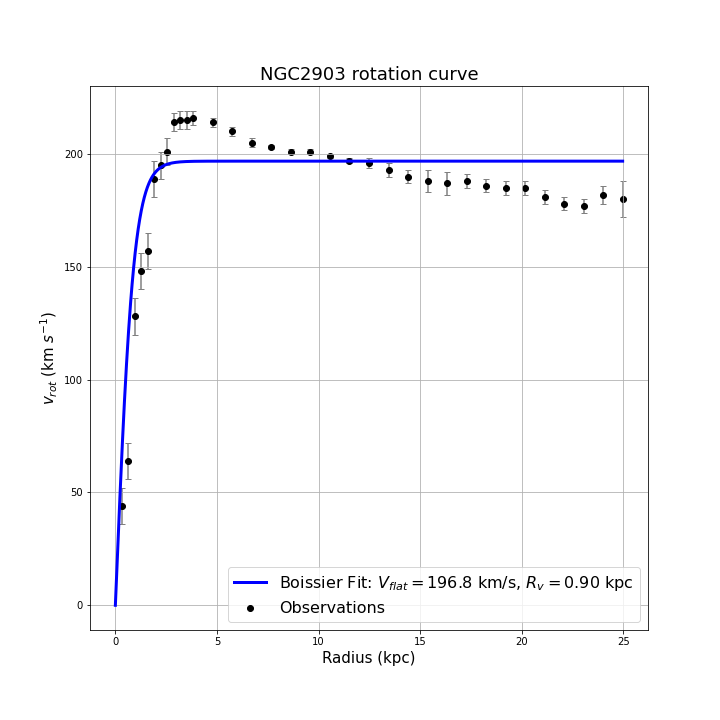 NGC2903 rotation curve
200
150
100
50
0
v_rot (km s⁻¹)
Boissier Fit: V_flat = 196.8 km/s, R_v = 0.90 kpc
Observations
0 5 10 15 20 25
Radius (kpc)